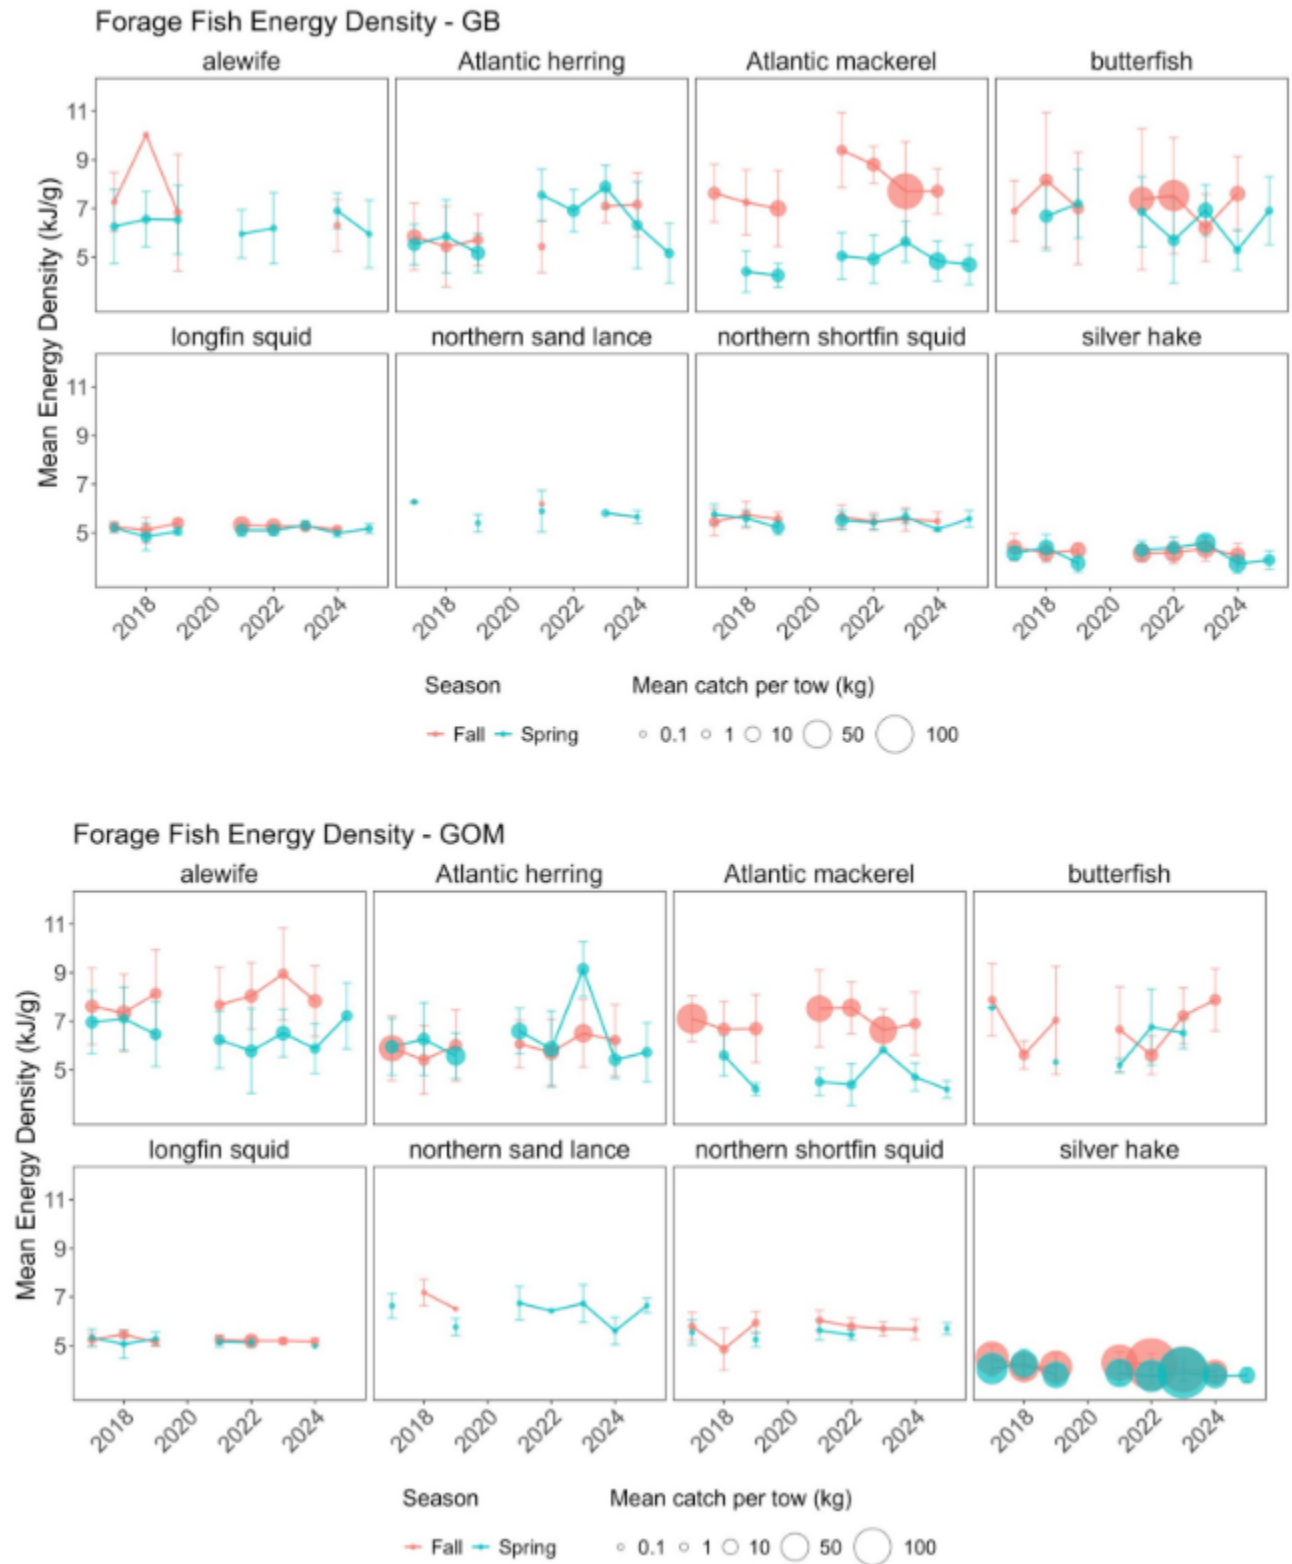 Forage Fish Energy Density - GB
alewife Atlantic herring Atlantic mackerel butterfish
11
9
7
5
longfin squid northern sand lance northern shortfin squid silver hake
11
9
7
5
Mean Energy Density (kJ/g)
2018 2020 2022 2024 2018 2020 2022 2024 2018 2020 2022 2024 2018 2020 2022 2024
Season Mean catch per tow (kg)
Fall Spring 0.1 1 10 50 100
Forage Fish Energy Density - GOM
alewife Atlantic herring Atlantic mackerel butterfish
11
9
7
5
longfin squid northern sand lance northern shortfin squid silver hake
11
9
7
5
Mean Energy Density (kJ/g)
2018 2020 2022 2024 2018 2020 2022 2024 2018 2020 2022 2024 2018 2020 2022 2024
Season Mean catch per tow (kg)
Fall Spring 0.1 1 10 50 100